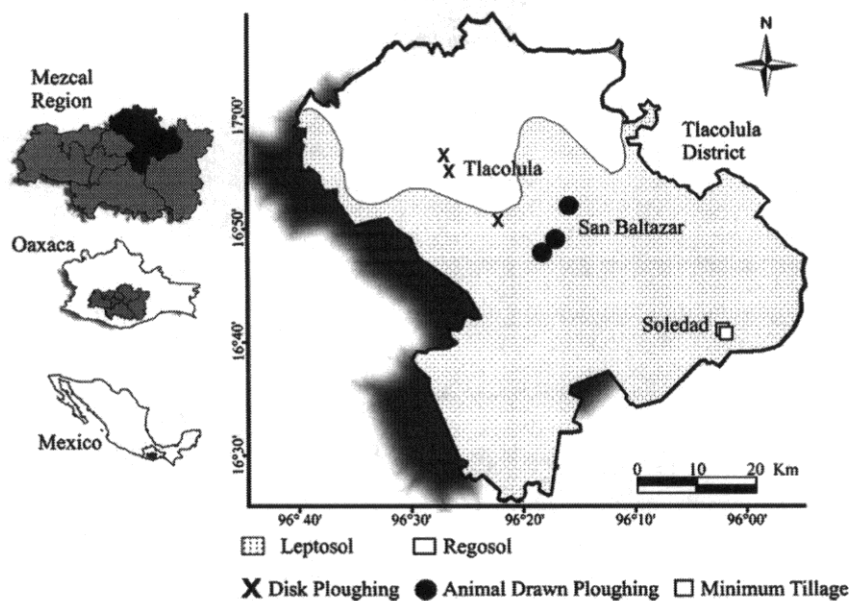 N
Mezcal
Region
Tlacolula
District
Tlacolula
San Baltazar
Soledad
Oaxaca
Mexico
17°00'
16°50'
16°40'
16°30'
0 10 20 Km
96°40' 96°30' 96°20' 96°10' 96°00'
Leptosol Regosol
X Disk Ploughing Animal Drawn Ploughing Minimum Tillage